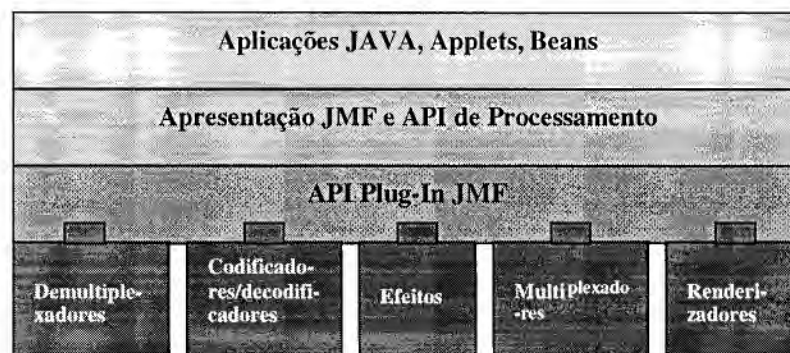 Aplicações JAVA, Applets, Beans
Apresentação JMF e API de Processamento
API Plug-In JMF
Demultiple-
xadores
Codificado-
res/decodifi-
cadores
Efeitos
Multiplexado
-res
Renderi-
zadores